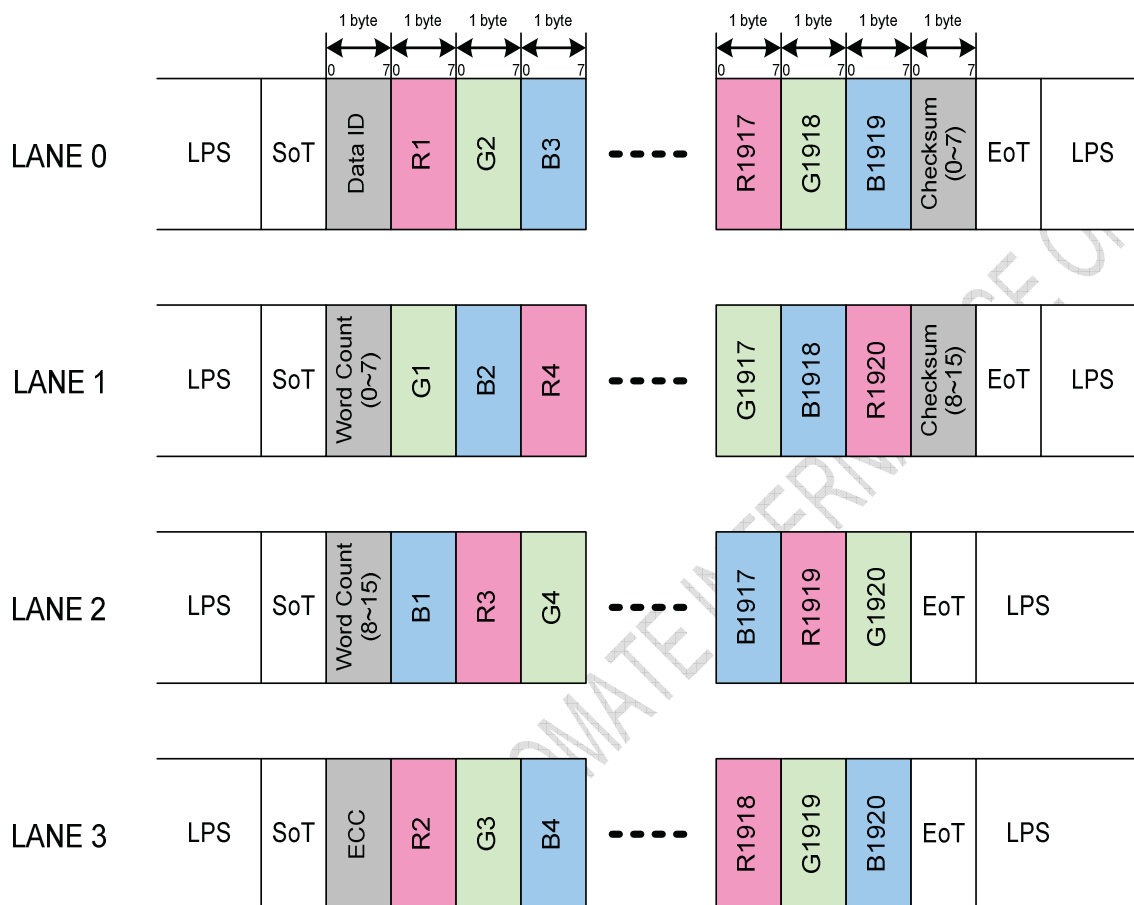 1 byte 1 byte 1 byte 1 byte 1 byte 1 byte 1 byte 1 byte
0 7 0 7 0 7 0 7 0 7 0 7 0 7 0 7
LANE 0 LPS SoT Data ID R1 G2 B3 R1917 G1918 B1919 Checksum (0~7) EoT LPS
LANE 1 LPS SoT Word Count (0~7) G1 B2 R4 G1917 B1918 R1920 Checksum (8~15) EoT LPS
LANE 2 LPS SoT Word Count (8~15) B1 R3 G4 B1917 R1919 G1920 EoT LPS
LANE 3 LPS SoT ECC R2 G3 B4 R1918 G1919 B1920 EoT LPS